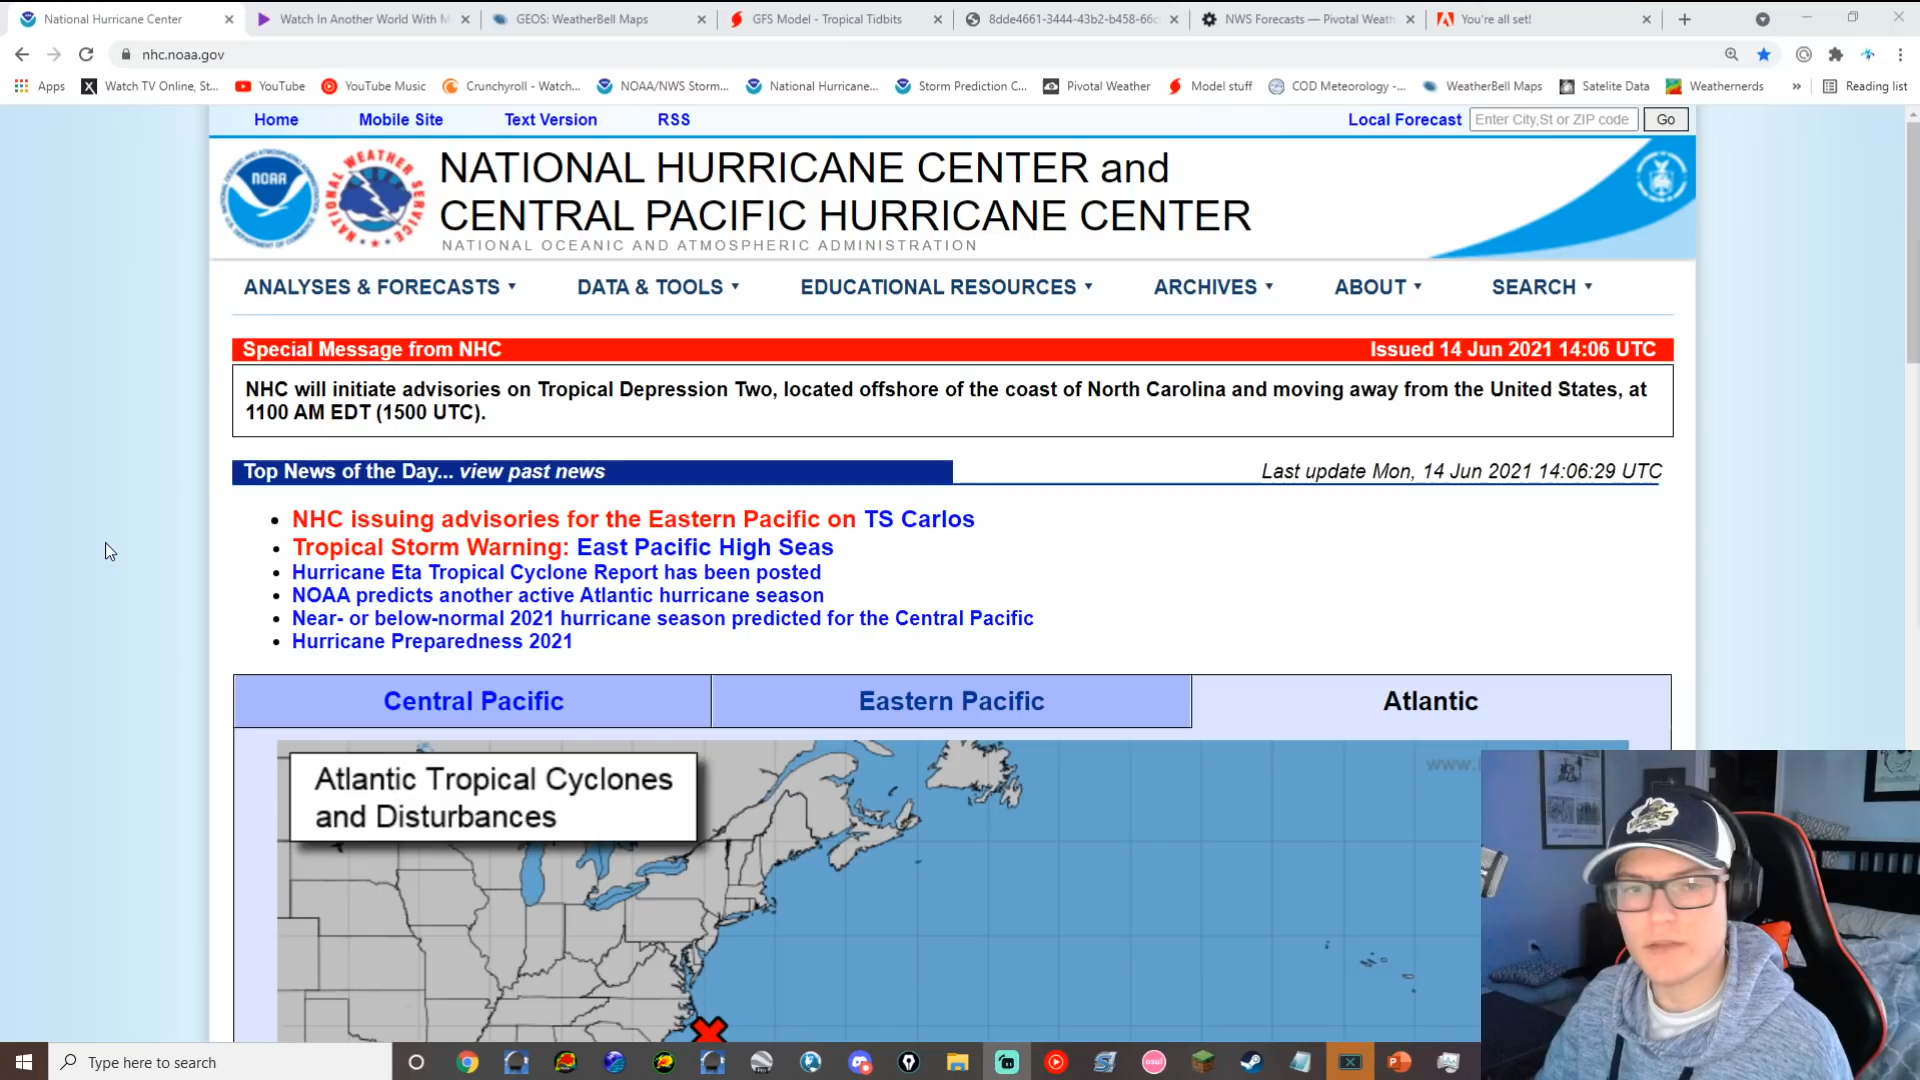 National Hurricane Center
Watch In Another World With M
GEOS: WeatherBell Maps
GFS Model - Tropical Tidbits
8dde4661-3444-43b2-b458-66c
NWS Forecasts — Pivotal Weath
You're all set!
nhc.noaa.gov
Apps
Watch TV Online, St...
YouTube
YouTube Music
Crunchyroll - Watch...
NOAA/NWS Storm...
National Hurricane...
Storm Prediction C...
Pivotal Weather
Model stuff
COD Meteorology -...
WeatherBell Maps
Satelite Data
Weathernerds
»
Reading list
Home
Mobile Site
Text Version
RSS
Local Forecast
Enter City,St or ZIP code
Go
NOAA
NATIONAL HURRICANE CENTER and
CENTRAL PACIFIC HURRICANE CENTER
NATIONAL OCEANIC AND ATMOSPHERIC ADMINISTRATION
ANALYSES & FORECASTS
DATA & TOOLS
EDUCATIONAL RESOURCES
ARCHIVES
ABOUT
SEARCH
Special Message from NHC
Issued 14 Jun 2021 14:06 UTC
NHC will initiate advisories on Tropical Depression Two, located offshore of the coast of North Carolina and moving away from the United States, at
1100 AM EDT (1500 UTC).
Top News of the Day... view past news
Last update Mon, 14 Jun 2021 14:06:29 UTC
NHC issuing advisories for the Eastern Pacific on TS Carlos
Tropical Storm Warning: East Pacific High Seas
Hurricane Eta Tropical Cyclone Report has been posted
NOAA predicts another active Atlantic hurricane season
Near- or below-normal 2021 hurricane season predicted for the Central Pacific
Hurricane Preparedness 2021
Central Pacific
Eastern Pacific
Atlantic
Atlantic Tropical Cyclones
and Disturbances
www.
Type here to search